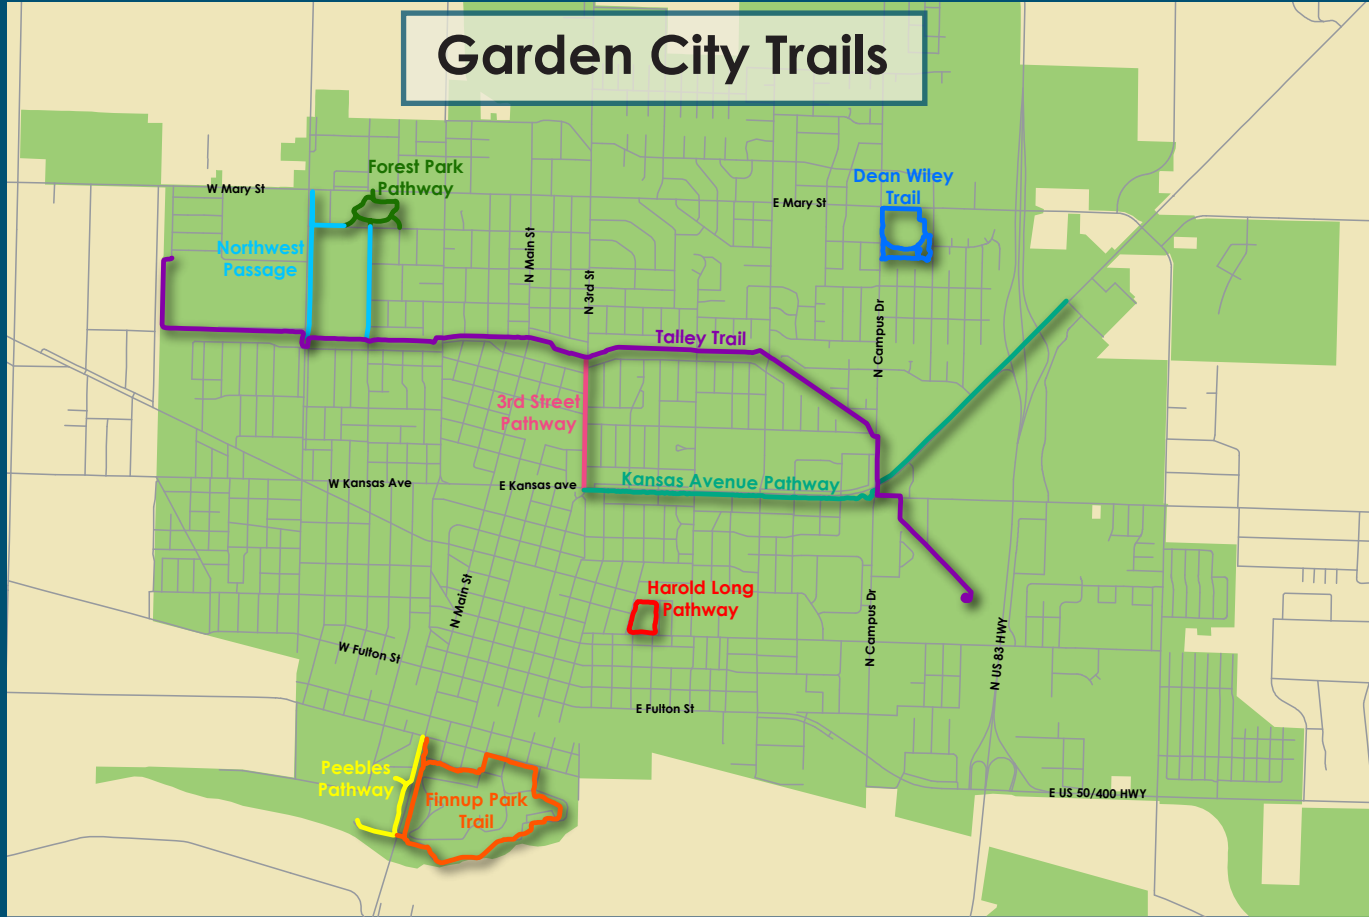 Garden City Trails
Forest Park
Pathway
W Mary St
Dean Wiley
Trail
E Mary St
Northwest
Passage
N Main St
N 3rd St
N Campus Dr
Talley Trail
3rd Street
Pathway
W Kansas Ave
E Kansas ave
Kansas Avenue Pathway
N Main St
Harold Long
Pathway
N Campus Dr
N US 83 HWY
W Fulton St
E Fulton St
Peebles
Pathway
Finnup Park
Trail
E US 50/400 HWY